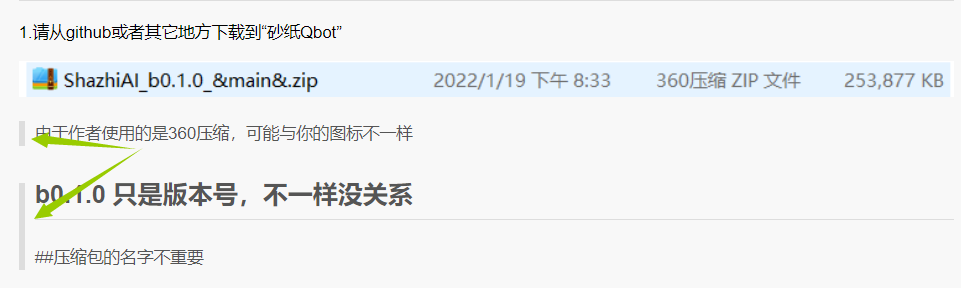 1.请从github或者其它地方下载到“砂纸Qbot”
ShazhiAI_b0.1.0_&main&.zip 2022/1/19 下午 8:33 360压缩 ZIP 文件 253,877 KB
由于作者使用的是360压缩，可能与你的图标不一样
b0.1.0 只是版本号，不一样没关系
##压缩包的名字不重要